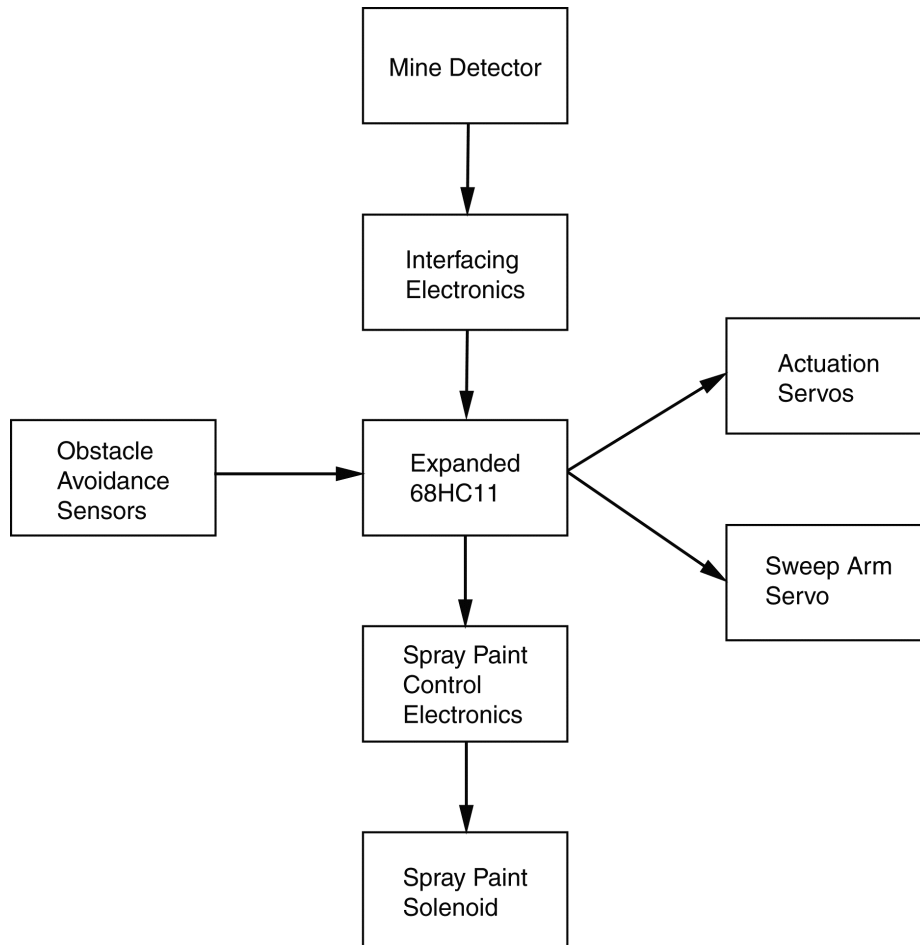 Mine Detector
Interfacing
Electronics
Actuation
Servos
Obstacle
Avoidance
Sensors
Expanded
68HC11
Sweep Arm
Servo
Spray Paint
Control
Electronics
Spray Paint
Solenoid